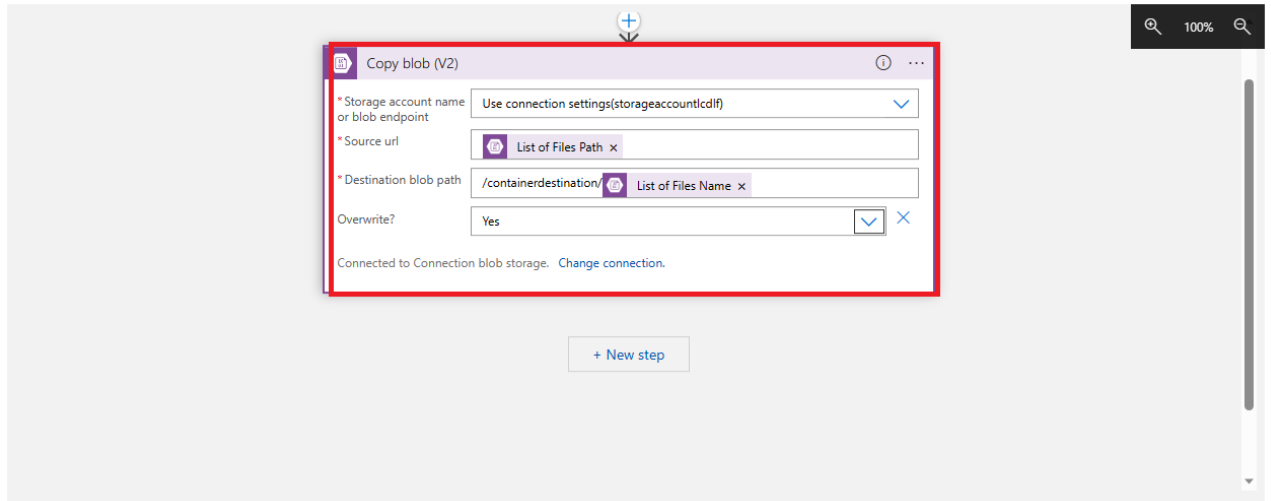 100%
Copy blob (V2)
* Storage account name
or blob endpoint
Use connection settings(storageaccountlcdlf)
* Source url
List of Files Path ×
* Destination blob path
/containerdestination/ List of Files Name ×
Overwrite?
Yes
Connected to Connection blob storage. Change connection.
+ New step